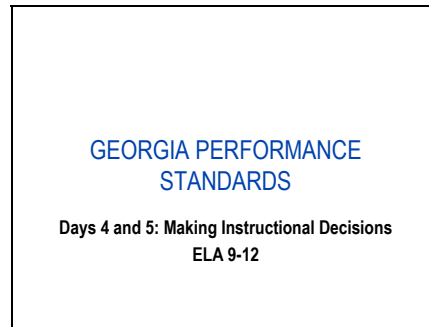 GEORGIA PERFORMANCE
STANDARDS
Days 4 and 5: Making Instructional Decisions
ELA 9-12